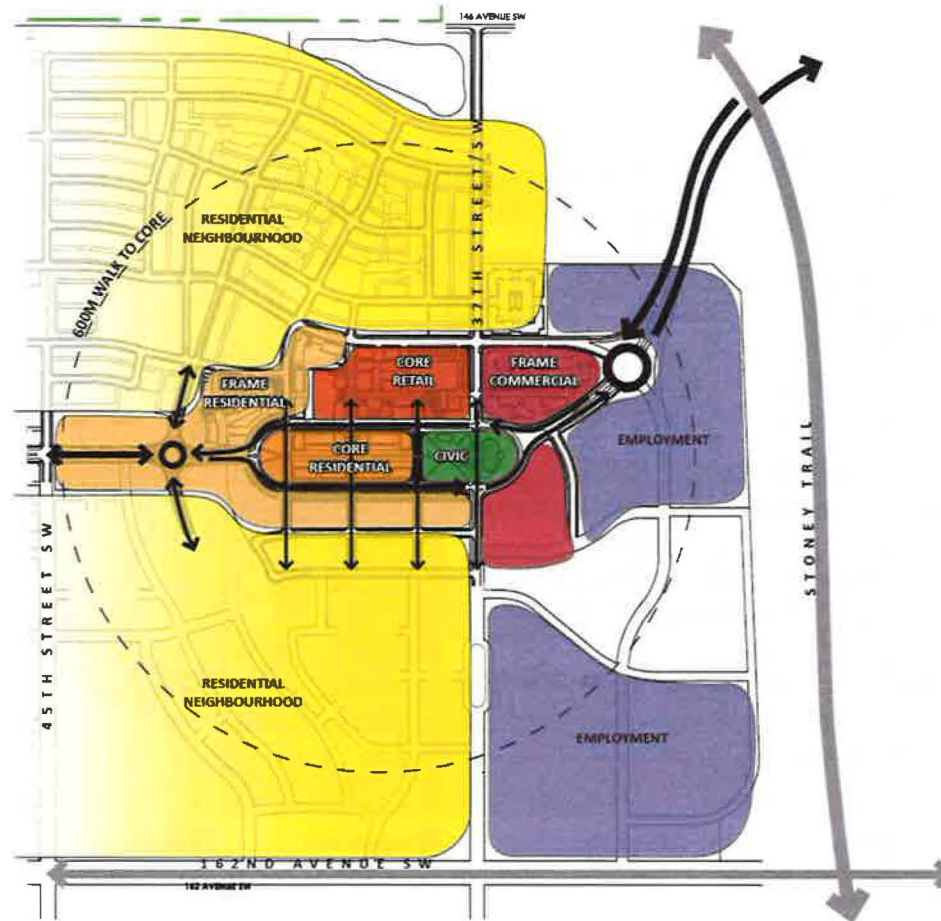 146 AVENUE SW
37TH STREET/SW
600M WALK TO CORE
RESIDENTIAL
NEIGHBOURHOOD
CORE
RETAIL
FRAME
COMMERCIAL
FRAME
RESIDENTIAL
CORE
RESIDENTIAL
CIVIC
EMPLOYMENT
STONEY TRAIL
45TH STREET SW
RESIDENTIAL
NEIGHBOURHOOD
EMPLOYMENT
162ND AVENUE SW
162 AVENUE SW